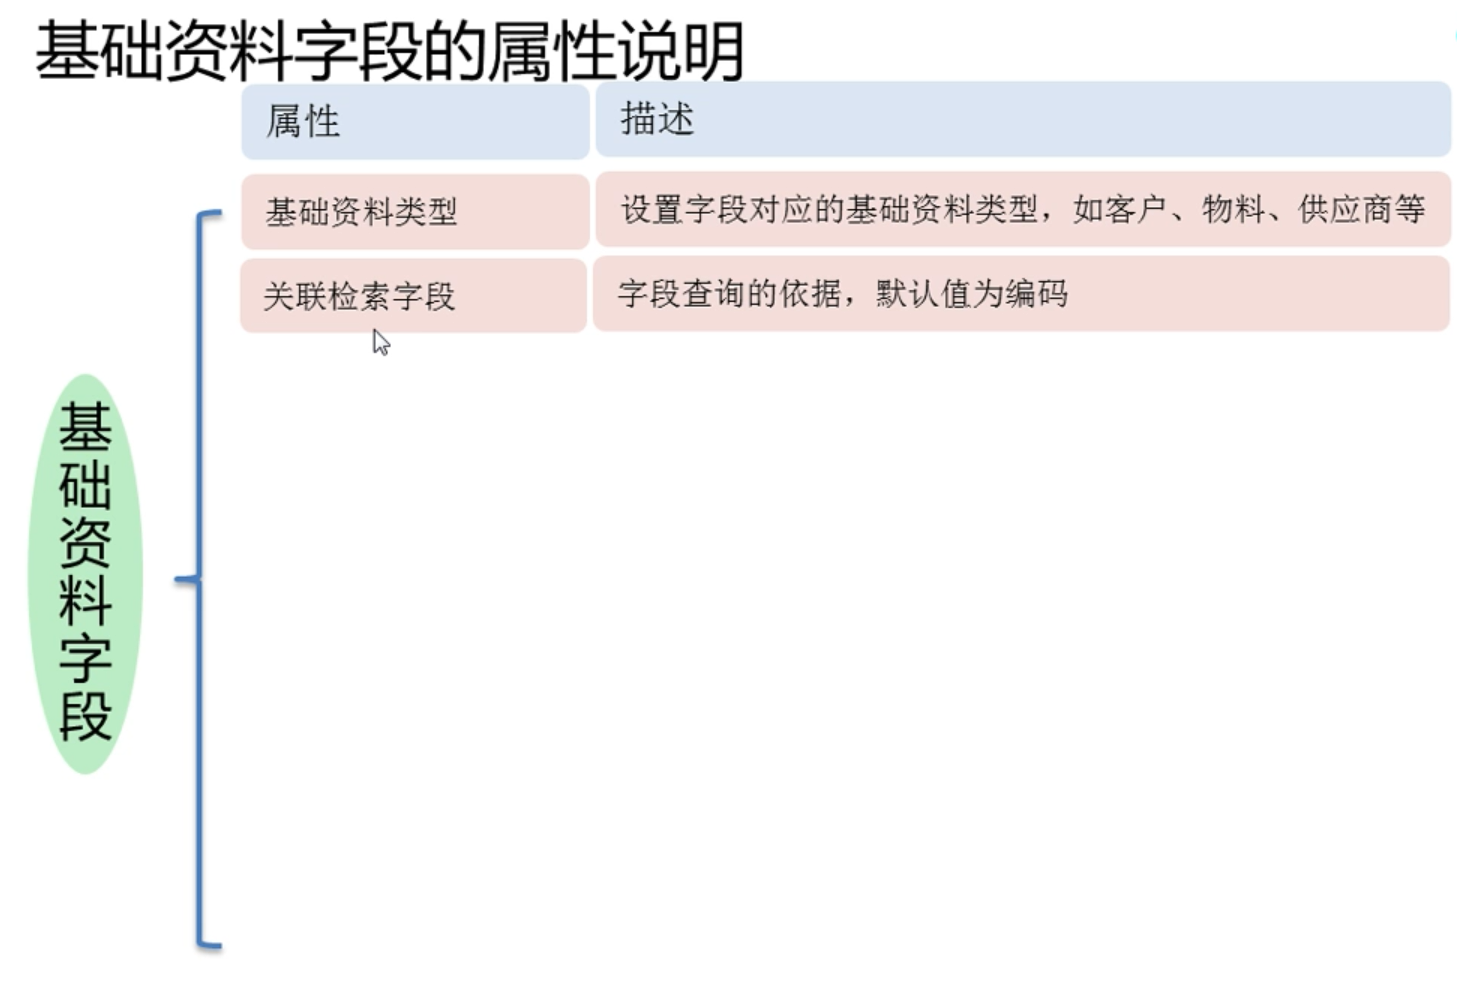 基础资料字段的属性说明
属性 描述
基础资料类型 设置字段对应的基础资料类型，如客户、物料、供应商等
关联检索字段 字段查询的依据，默认值为编码
基础资料字段